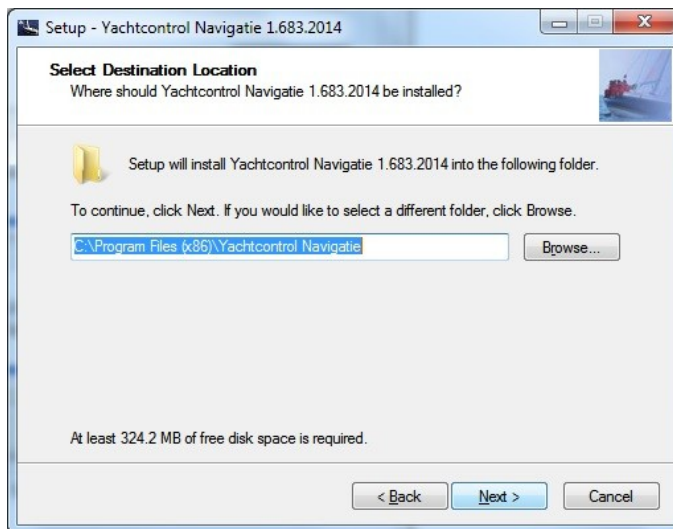 Setup - Yachtcontrol Navigatie 1.683.2014
Select Destination Location
Where should Yachtcontrol Navigatie 1.683.2014 be installed?
Setup will install Yachtcontrol Navigatie 1.683.2014 into the following folder.
To continue, click Next. If you would like to select a different folder, click Browse.
C:\Program Files (x86)\Yachtcontrol Navigatie
Browse...
At least 324.2 MB of free disk space is required.
< Back
Next >
Cancel